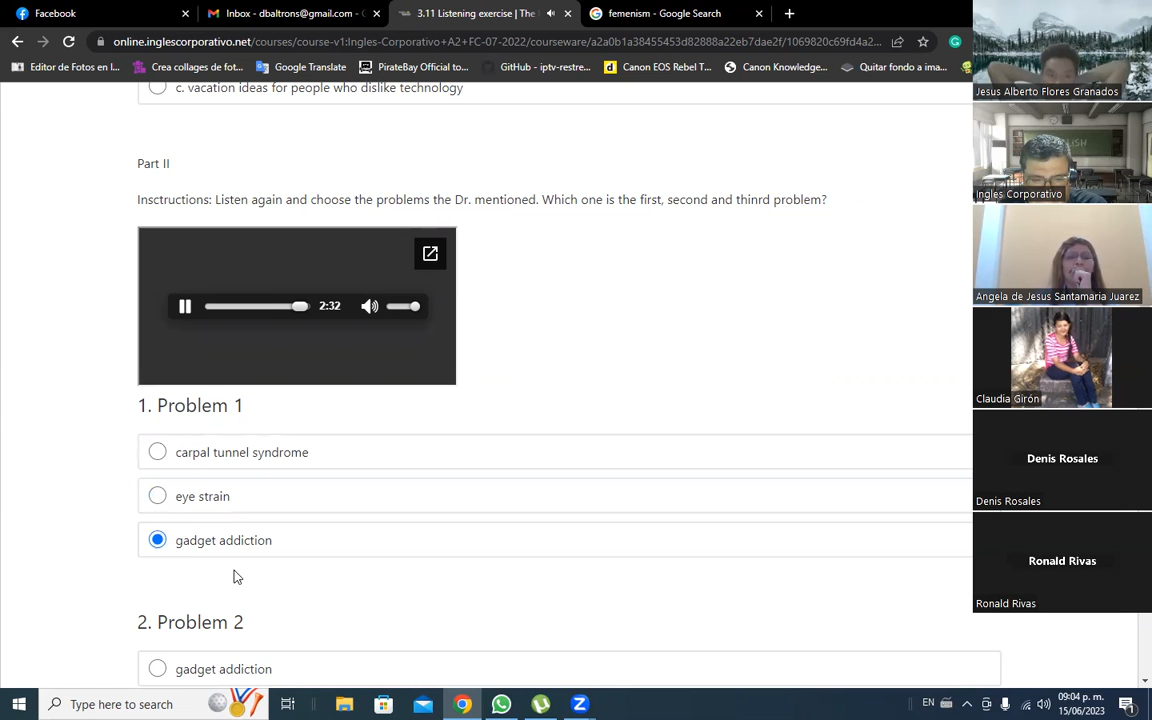 Facebook
Inbox - dbaltrons@gmail.com -
3.11 Listening exercise | The
femenism - Google Search
online.inglescorporativo.net/courses/course-v1:Ingles-Corporativo+A2+FC-07-2022/courseware/a2a0b1a38455453d82888a22eb7dae2f/1069820c69fd4a2...
Editor de Fotos en l...
Crea collages de fot...
Google Translate
PirateBay Official to...
GitHub - iptv-restre...
Canon EOS Rebel T...
Canon Knowledge...
Quitar fondo a ima...
c. vacation ideas for people who dislike technology
Part II
Insctructions: Listen again and choose the problems the Dr. mentioned. Which one is the first, second and thinrd problem?
2:32
1. Problem 1
carpal tunnel syndrome
eye strain
gadget addiction
2. Problem 2
gadget addiction
Jesus Alberto Flores Granados
Ingles Corporativo
Angela de Jesus Santamaria Juarez
Claudia Girón
Denis Rosales
Denis Rosales
Ronald Rivas
Ronald Rivas
Type here to search
EN
09:04 p. m.
15/06/2023
1